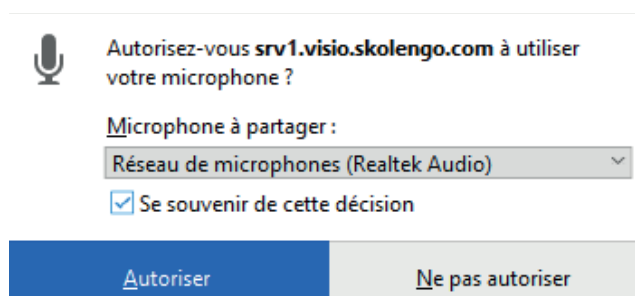 Autorisez-vous srv1.visio.skolengo.com à utiliser
votre microphone ?
Microphone à partager :
Réseau de microphones (Realtek Audio)
Se souvenir de cette décision
Autoriser
Ne pas autoriser